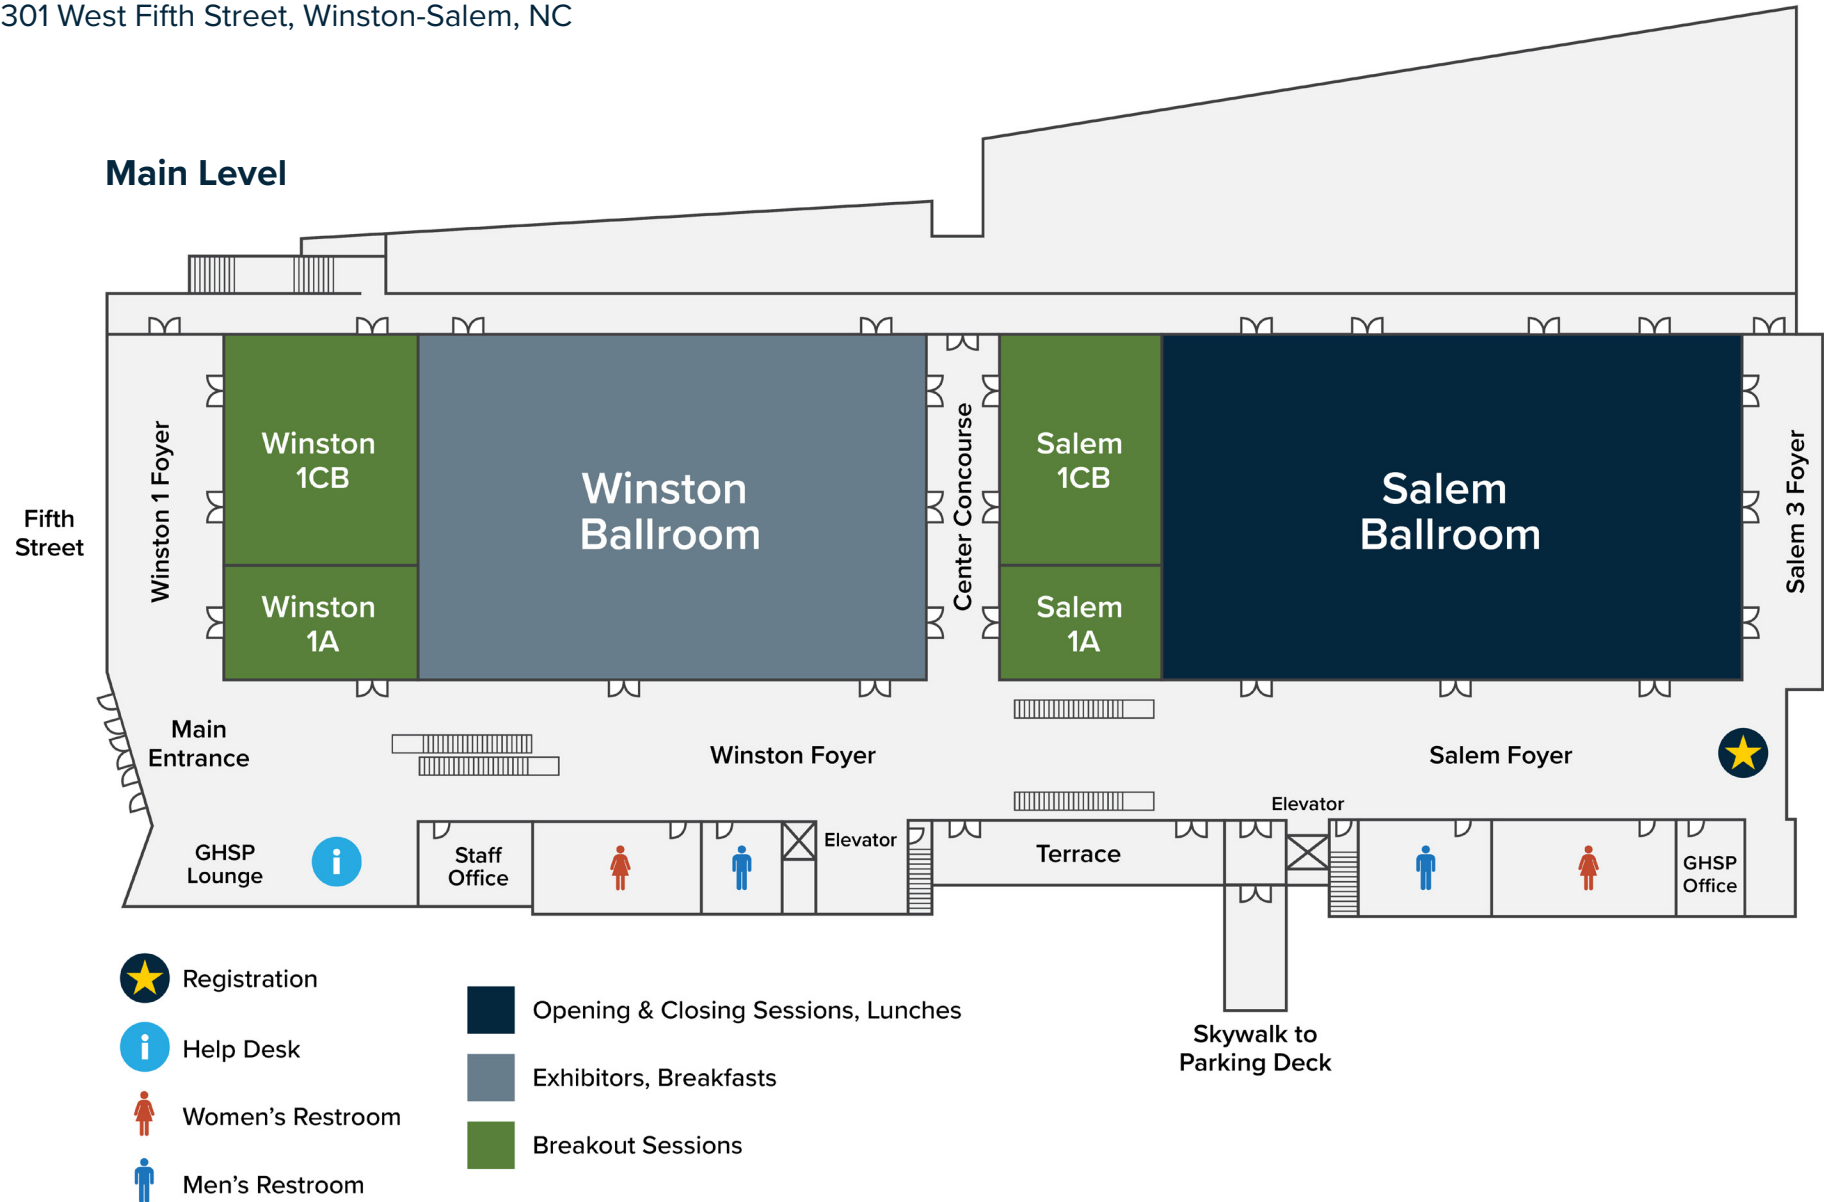 301 West Fifth Street, Winston-Salem, NC
Main Level
Fifth
Street
Winston 1 Foyer
Winston
1CB
Winston
1A
Winston
Ballroom
Center Concourse
Salem
1CB
Salem
1A
Salem
Ballroom
Salem 3 Foyer
Main
Entrance
Winston Foyer
Salem Foyer
GHSP
Lounge
i
Staff
Office
Elevator
Terrace
Elevator
GHSP
Office
Skywalk to
Parking Deck
Registration
i
Help Desk
Women’s Restroom
Men’s Restroom
Opening & Closing Sessions, Lunches
Exhibitors, Breakfasts
Breakout Sessions